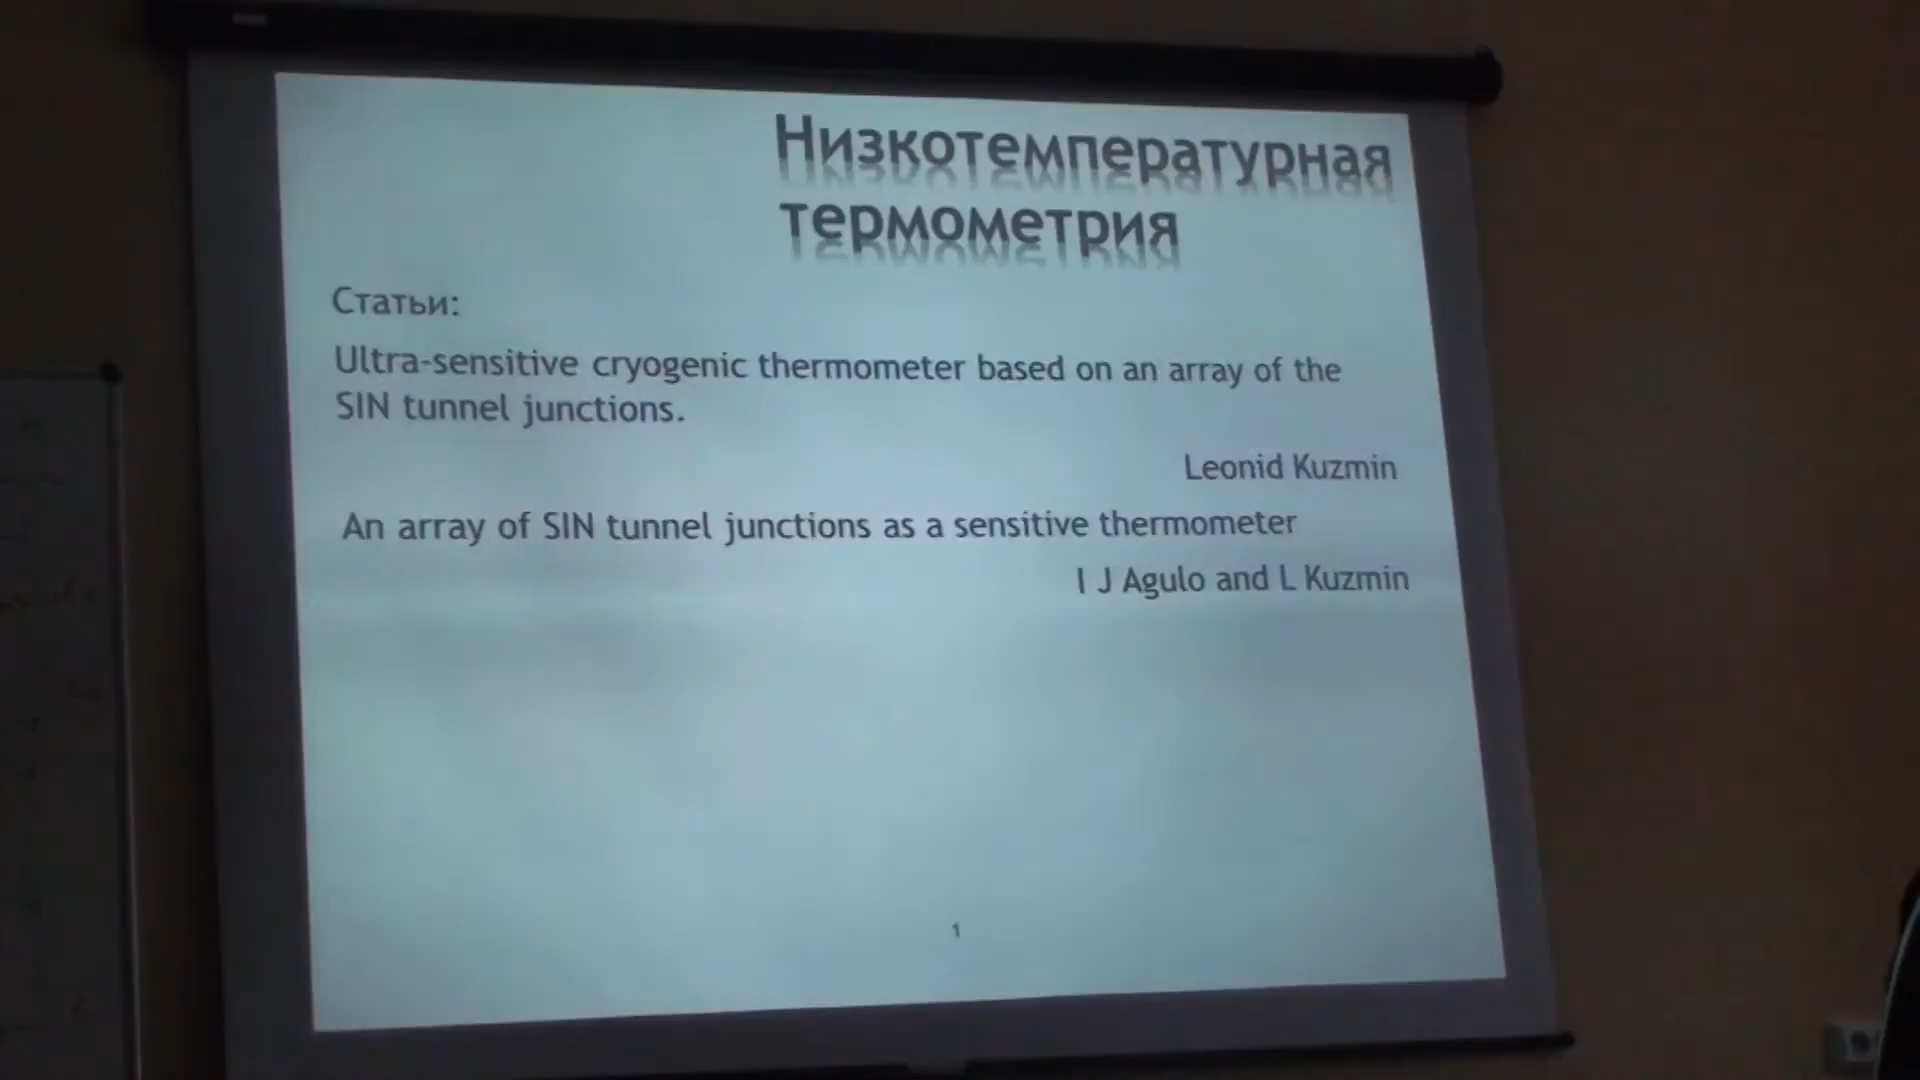 Низкотемпературная
термометрия
Статьи:
Ultra-sensitive cryogenic thermometer based on an array of the
SIN tunnel junctions.
Leonid Kuzmin
An array of SIN tunnel junctions as a sensitive thermometer
I J Agulo and L Kuzmin
1